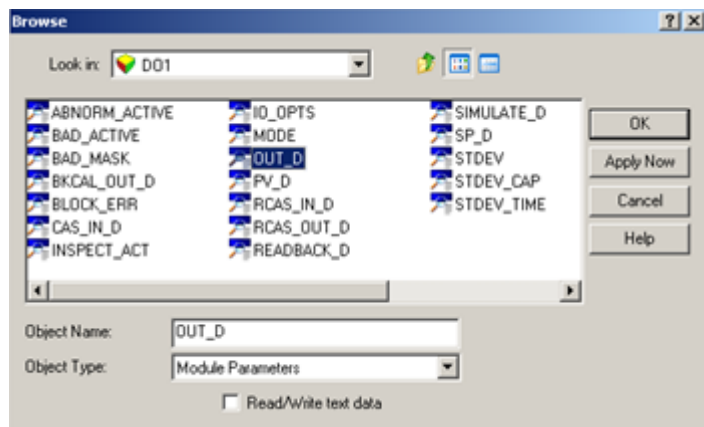 Browse
Look in: DO1
ABNORM_ACTIVE IO_OPTS SIMULATE_D
BAD_ACTIVE MODE SP_D
BAD_MASK OUT_D STDEV
BKCAL_OUT_D PV_D STDEV_CAP
BLOCK_ERR RCAS_IN_D STDEV_TIME
CAS_IN_D RCAS_OUT_D
INSPECT_ACT READBACK_D
OK
Apply Now
Cancel
Help
Object Name: OUT_D
Object Type: Module Parameters
Read/Write text data